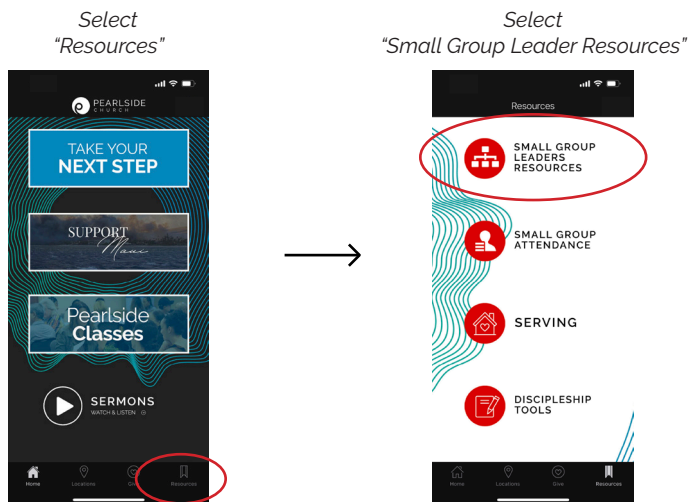 Select
“Resources”
PEARLSIDE
CHURCH
TAKE YOUR
NEXT STEP
SUPPORT
Maui
Pearlside
Classes
SERMONS
WATCH & LISTEN
Home
Locations
Give
Resources
Select
“Small Group Leader Resources”
Resources
SMALL GROUP
LEADERS
RESOURCES
SMALL GROUP
ATTENDANCE
SERVING
DISCIPLESHIP
TOOLS
Home
Locations
Give
Resources